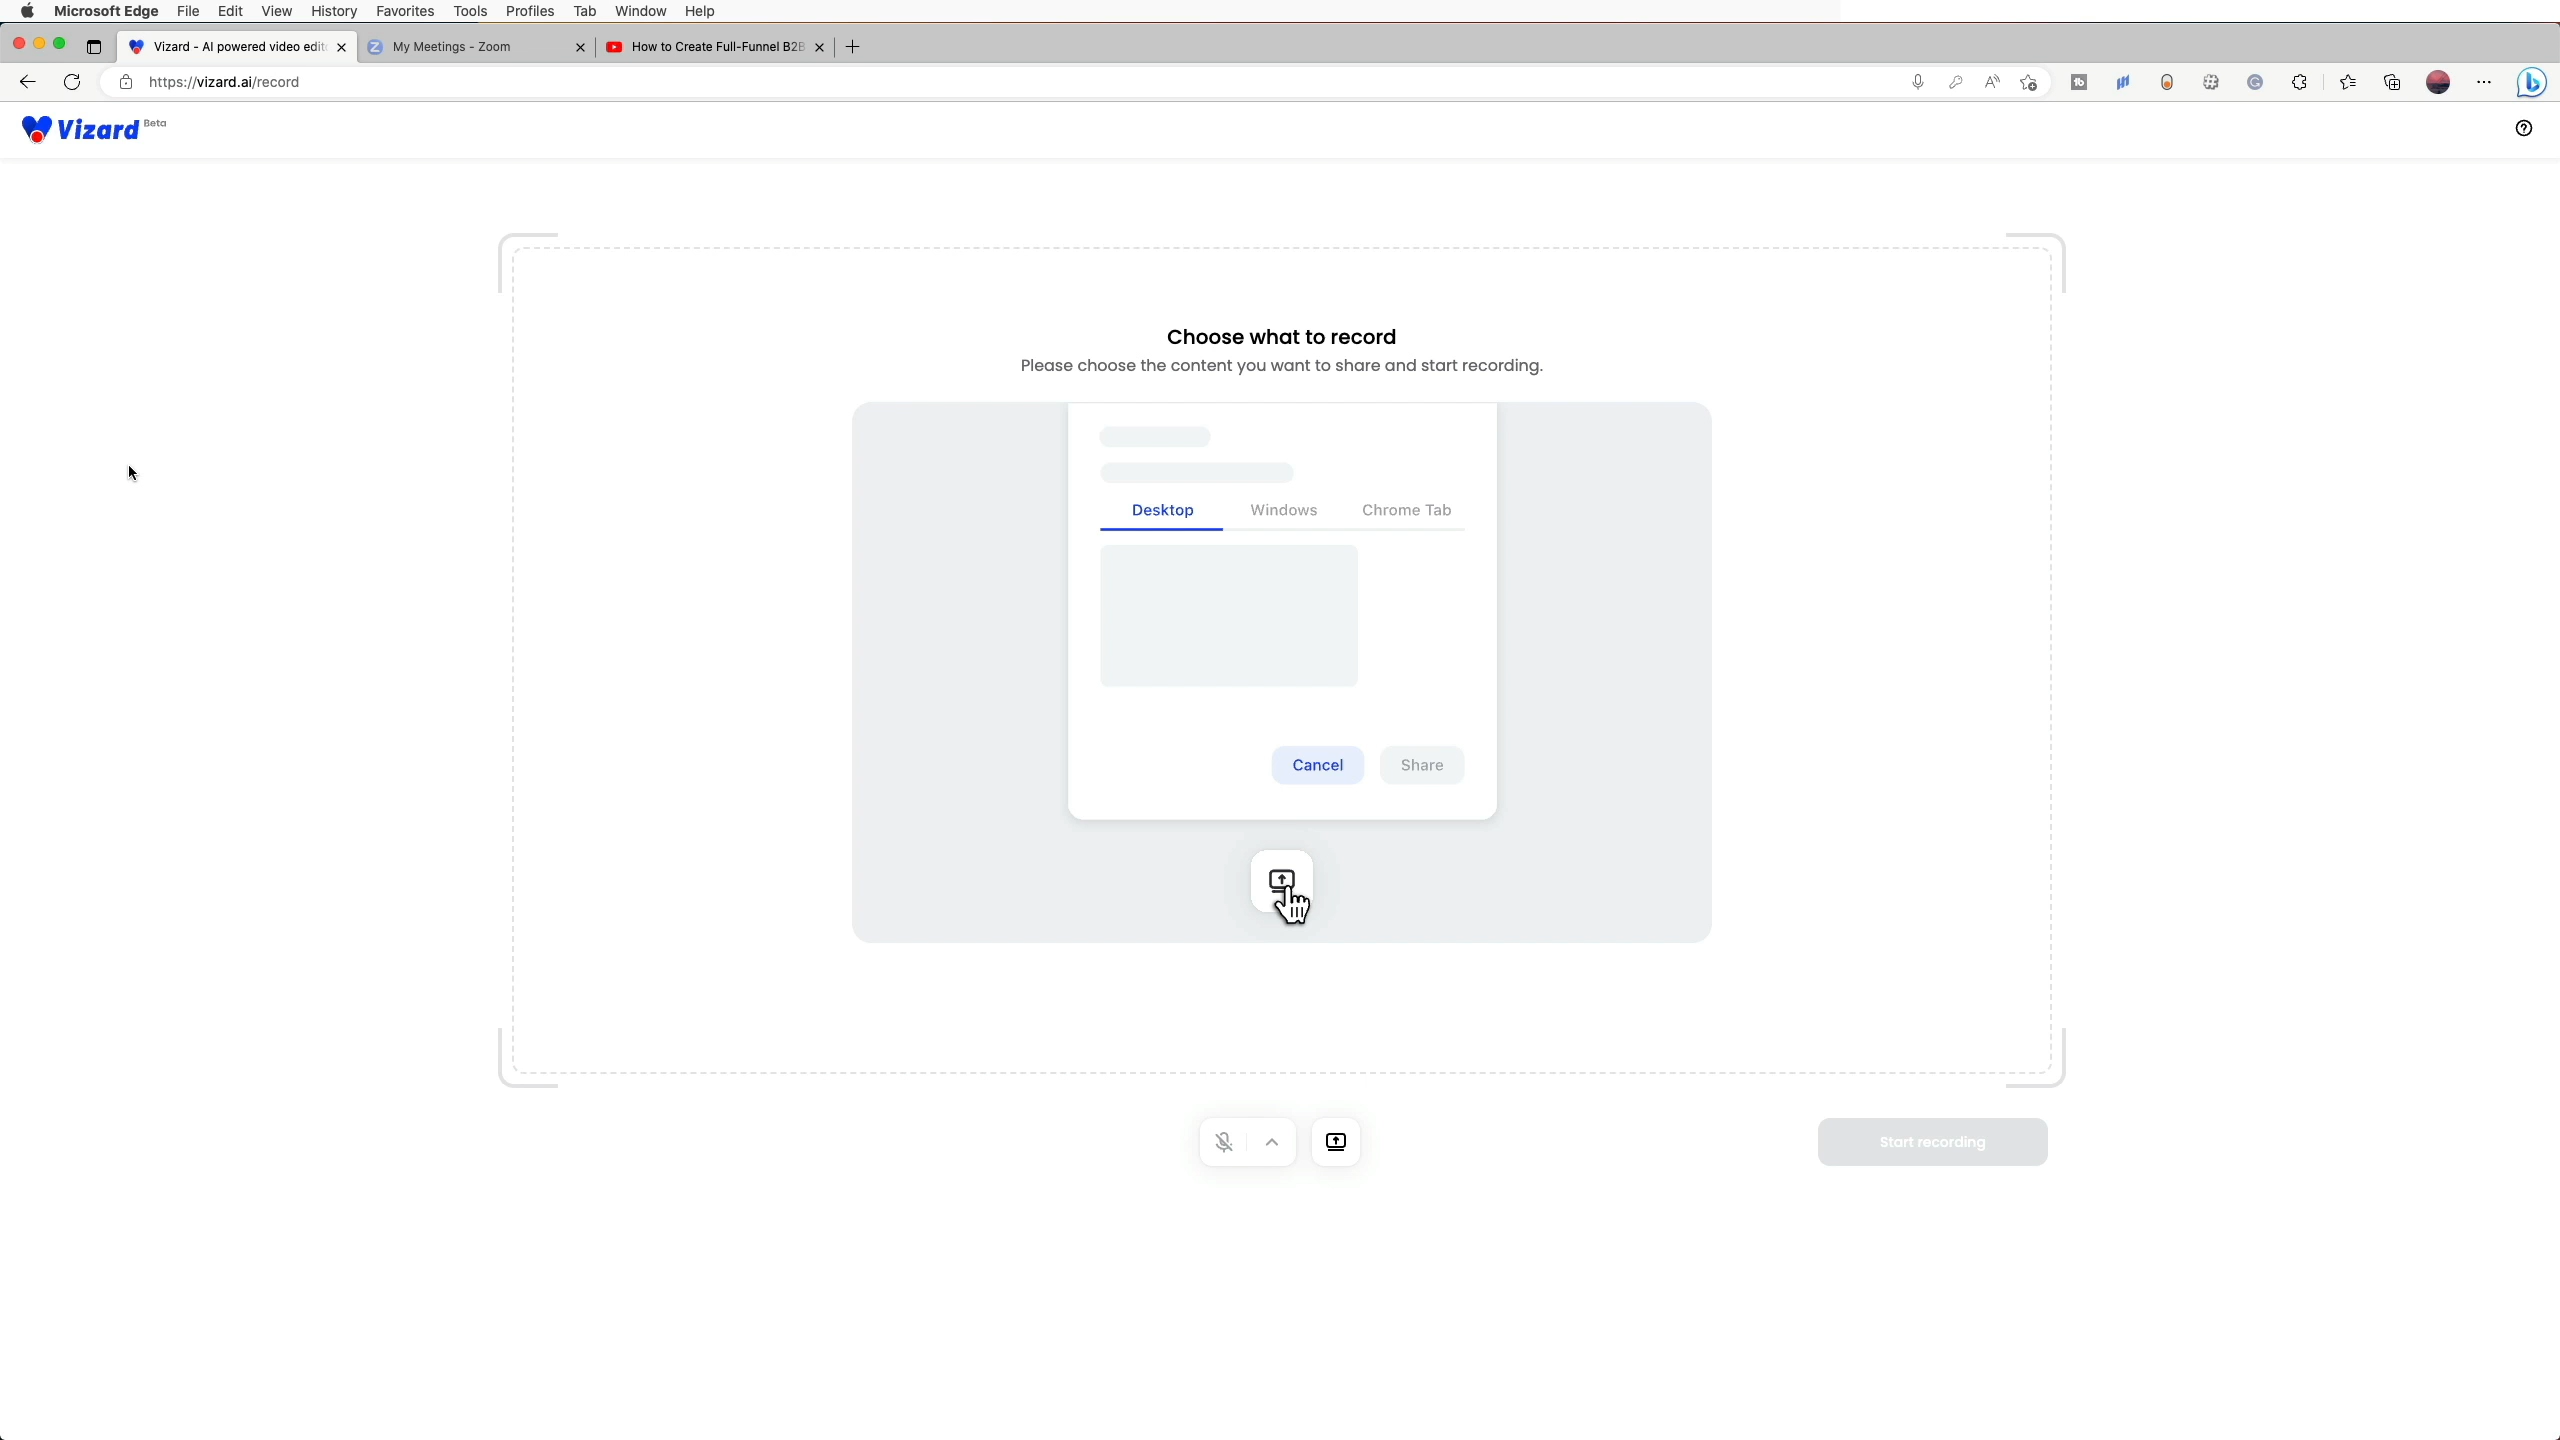 Microsoft Edge File Edit View History Favorites Tools Profiles Tab Window Help
Vizard - AI powered video edit My Meetings - Zoom How to Create Full-Funnel B2B
https://vizard.ai/record
Vizard Beta
Choose what to record
Please choose the content you want to share and start recording.
Desktop Windows Chrome Tab
Cancel Share
Start recording